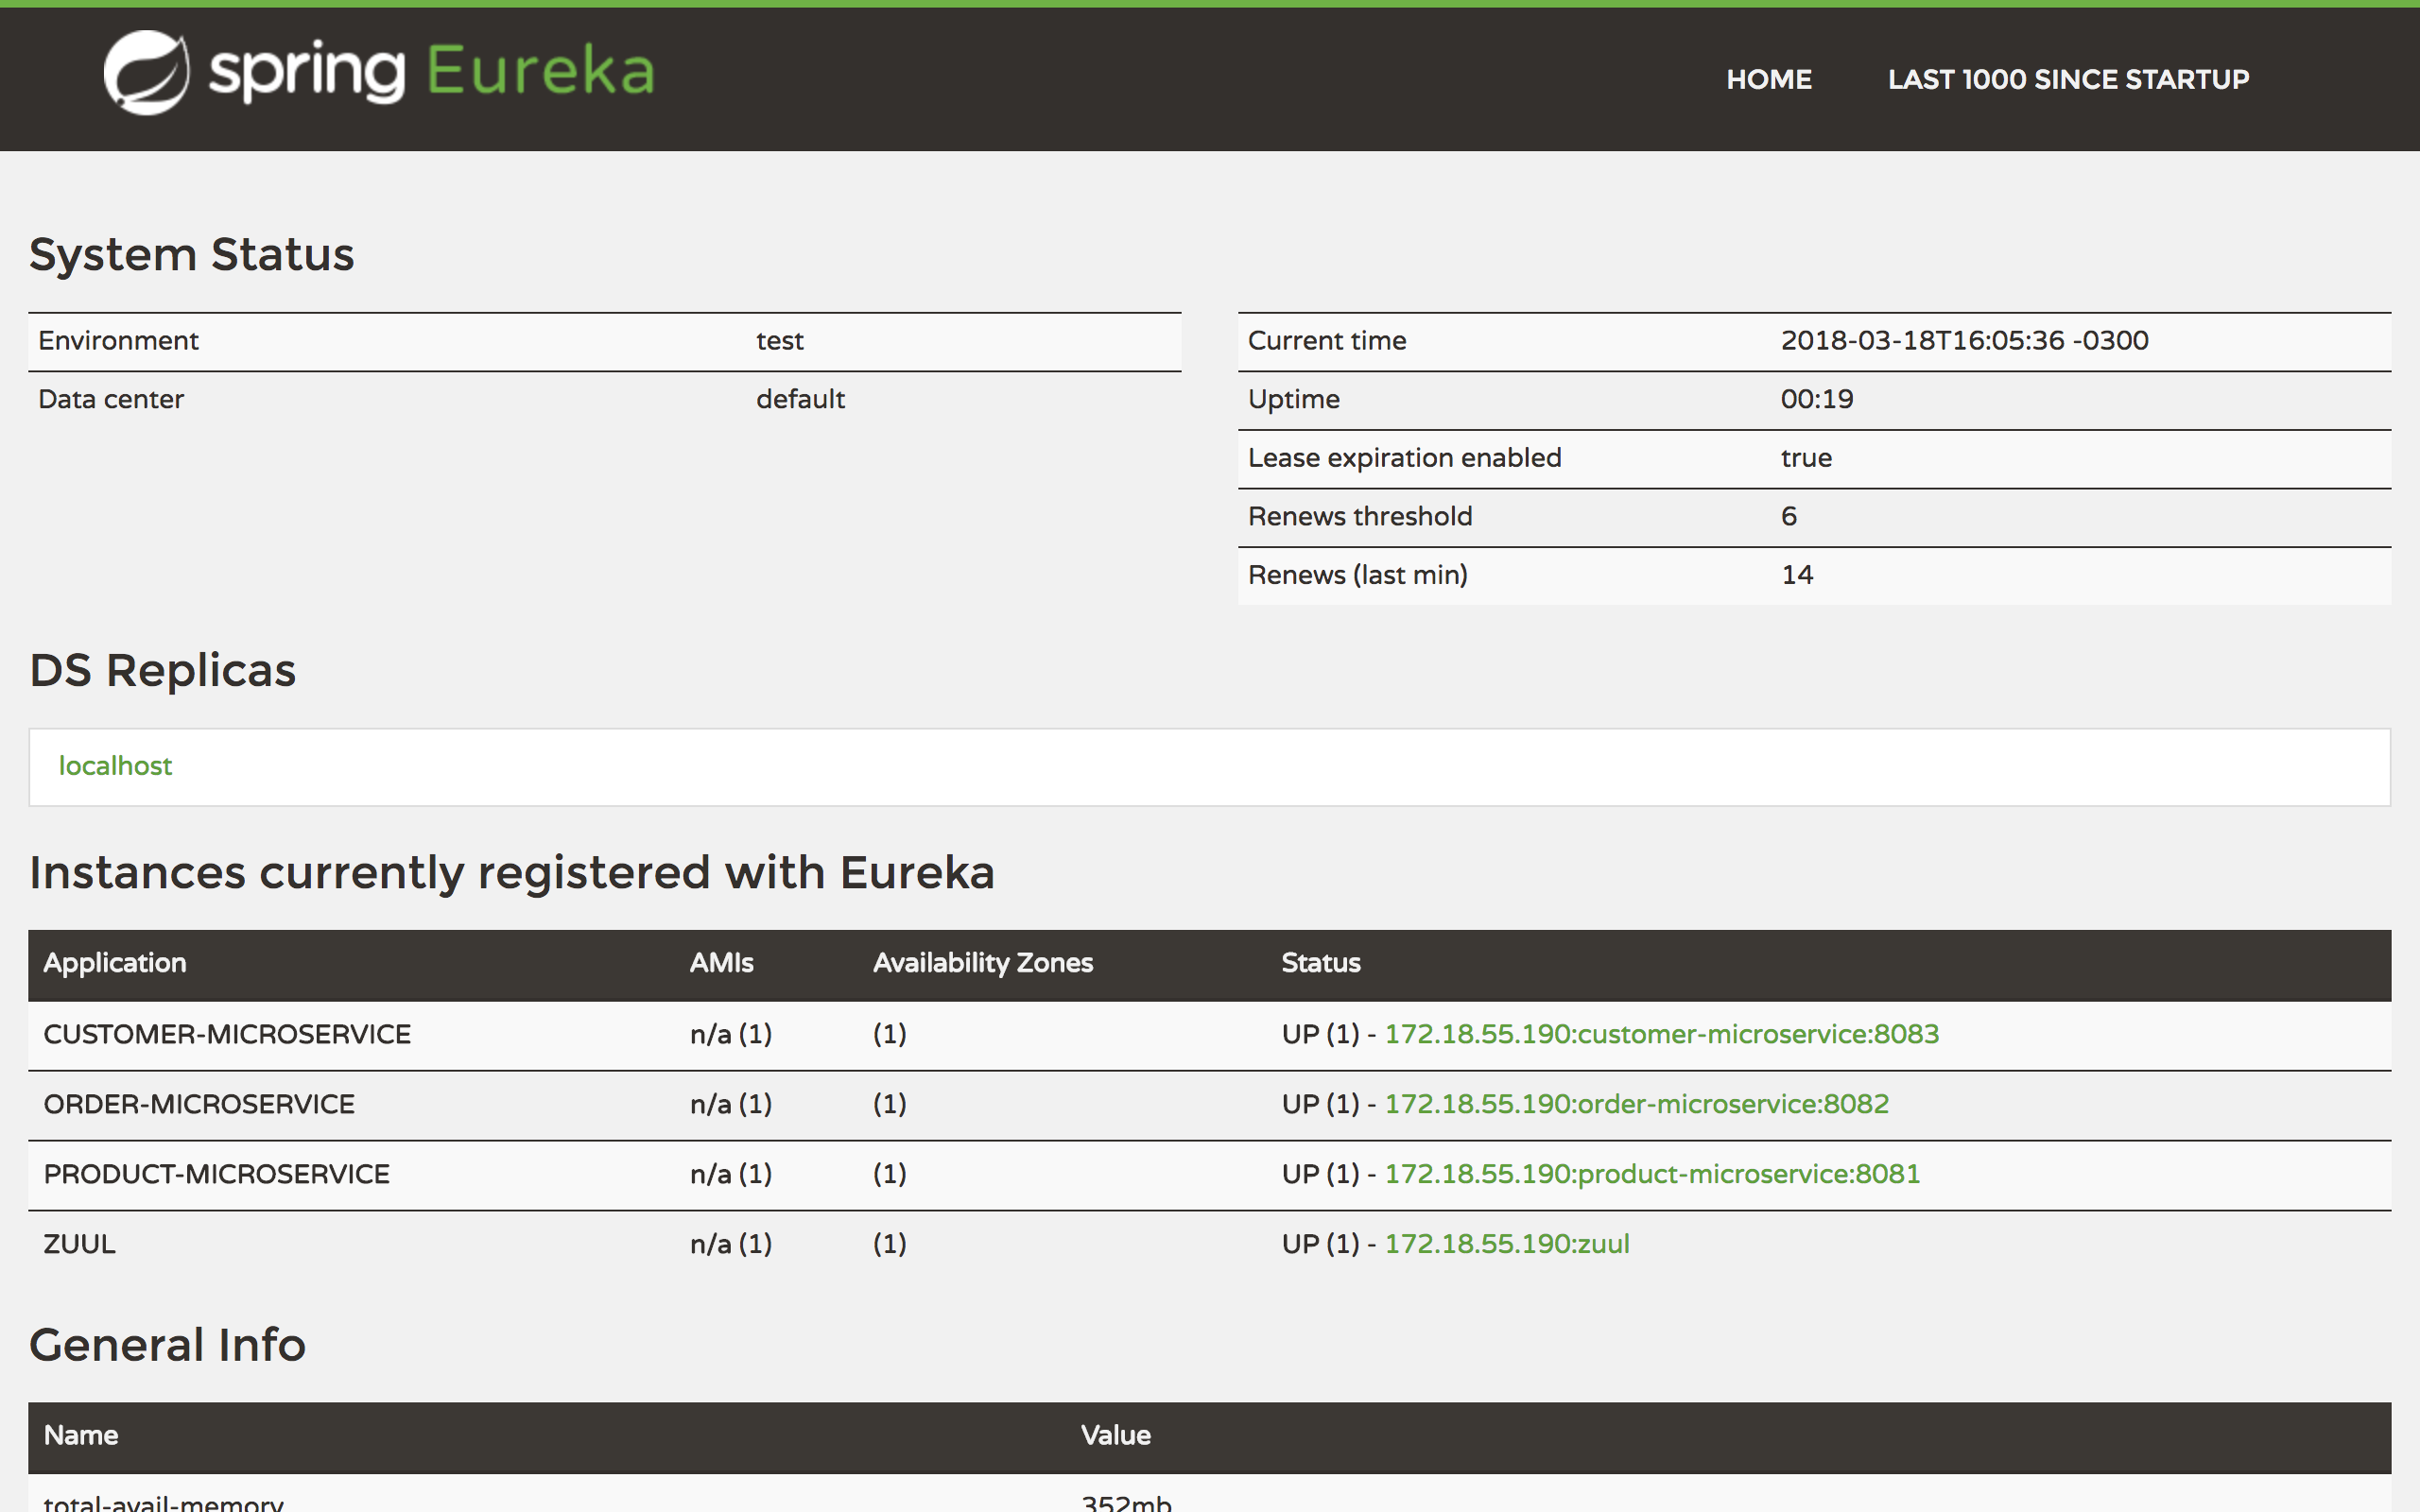 spring Eureka
HOME LAST 1000 SINCE STARTUP
System Status
Environment test
Data center default
Current time 2018-03-18T16:05:36 -0300
Uptime 00:19
Lease expiration enabled true
Renews threshold 6
Renews (last min) 14
DS Replicas
localhost
Instances currently registered with Eureka
Application AMIs Availability Zones Status
CUSTOMER-MICROSERVICE n/a (1) (1) UP (1) - 172.18.55.190:customer-microservice:8083
ORDER-MICROSERVICE n/a (1) (1) UP (1) - 172.18.55.190:order-microservice:8082
PRODUCT-MICROSERVICE n/a (1) (1) UP (1) - 172.18.55.190:product-microservice:8081
ZUUL n/a (1) (1) UP (1) - 172.18.55.190:zuul
General Info
Name Value
total-avail-memory 352mb